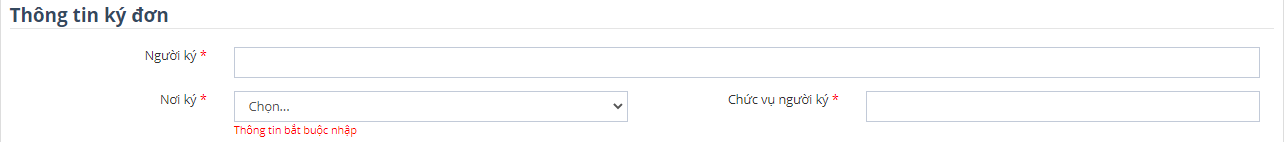 Thông tin ký đơn
Người ký *
Nơi ký *
Chọn...
Chức vụ người ký *
Thông tin bắt buộc nhập